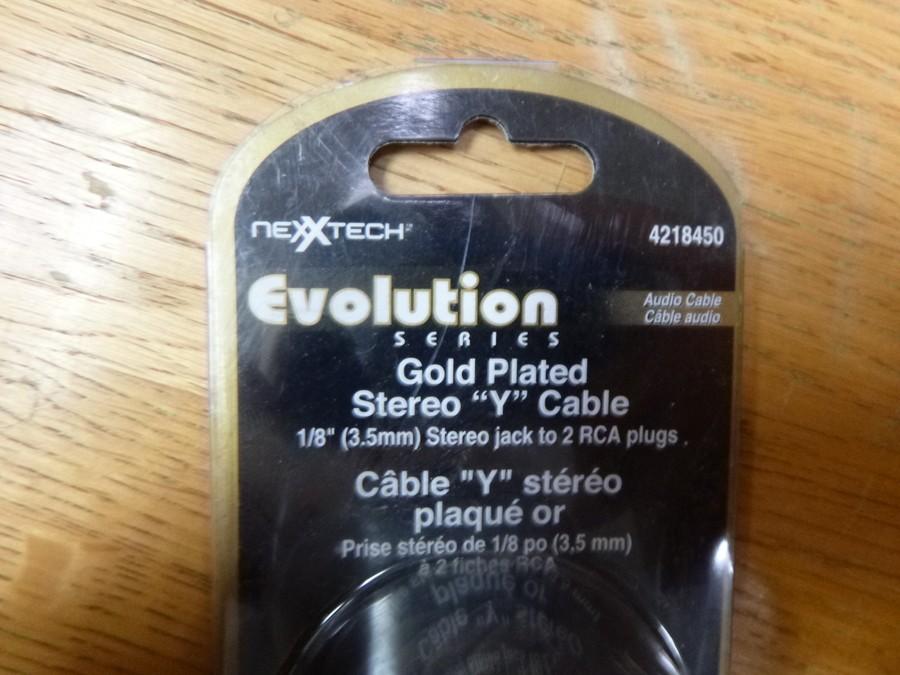 nexxtech
4218450
Evolution
SERIES
Audio Cable
Câble audio
Gold Plated
Stereo “Y” Cable
1/8" (3.5mm) Stereo jack to 2 RCA plugs
Câble "Y" stéréo
plaqué or
Prise stéréo de 1/8 po (3,5 mm)
à 2 fiches RCA